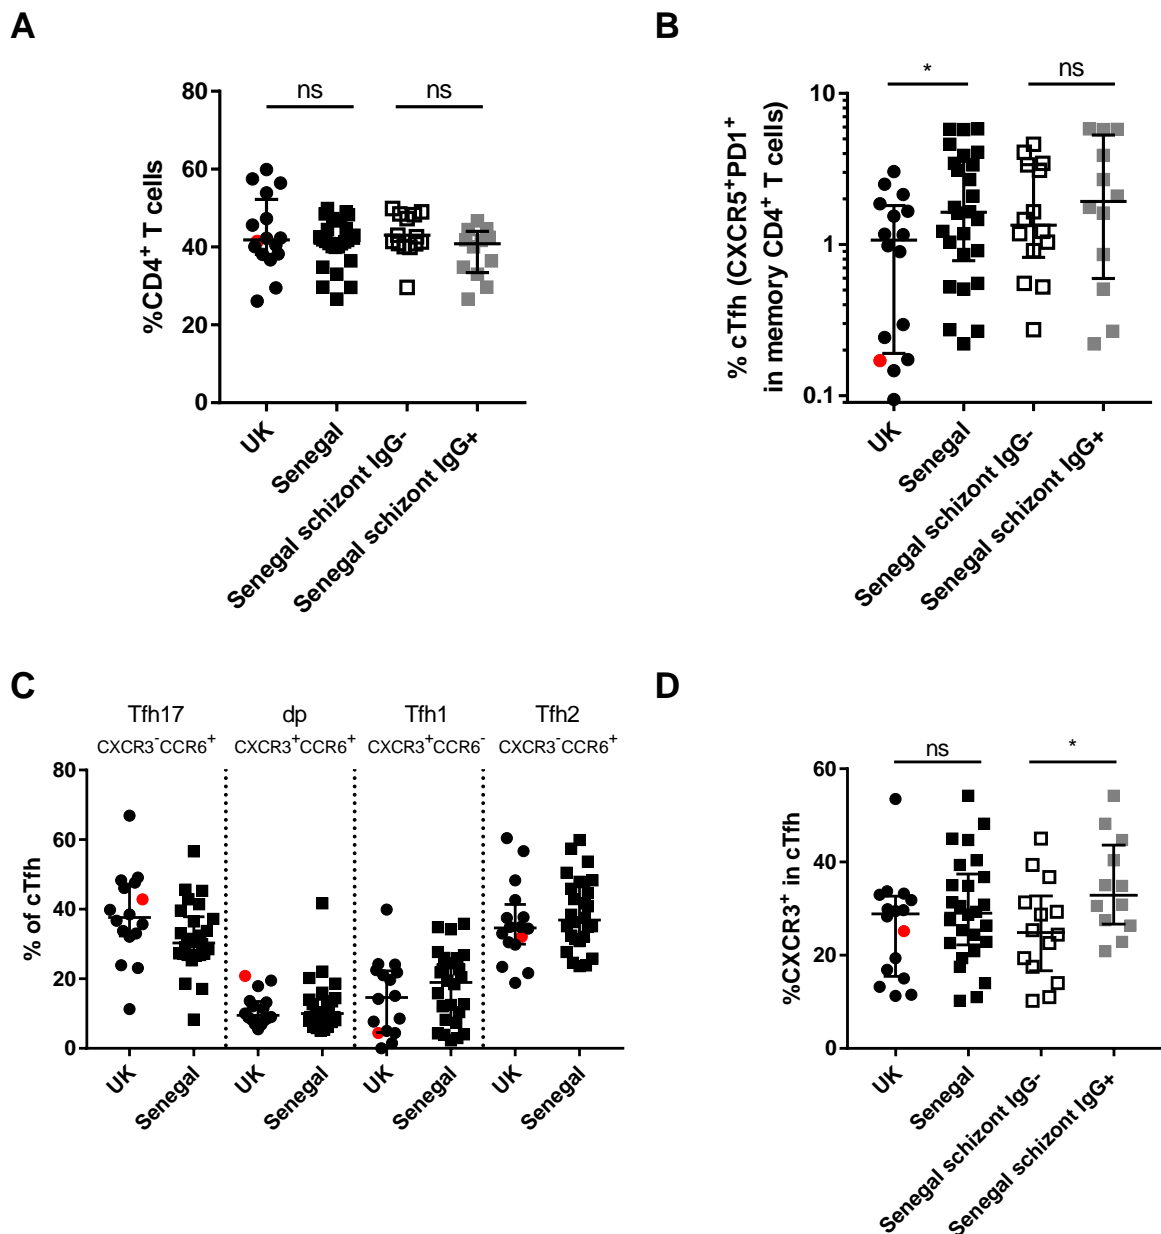 A
%CD4+ T cells
80
60
40
20
0
ns
ns
UK
Senegal
Senegal schizont IgG-
Senegal schizont IgG+
B
% cTfh (CXCR5+PD1+
in memory CD4+ T cells)
10
1
0.1
*
ns
UK
Senegal
Senegal schizont IgG-
Senegal schizont IgG+
C
Tfh17
CXCR3-CCR6+
dp
CXCR3+CCR6+
Tfh1
CXCR3+CCR6-
Tfh2
CXCR3-CCR6+
% of cTfh
80
60
40
20
0
UK
Senegal
UK
Senegal
UK
Senegal
UK
Senegal
D
%CXCR3+ in cTfh
60
40
20
0
ns
*
UK
Senegal
Senegal schizont IgG-
Senegal schizont IgG+